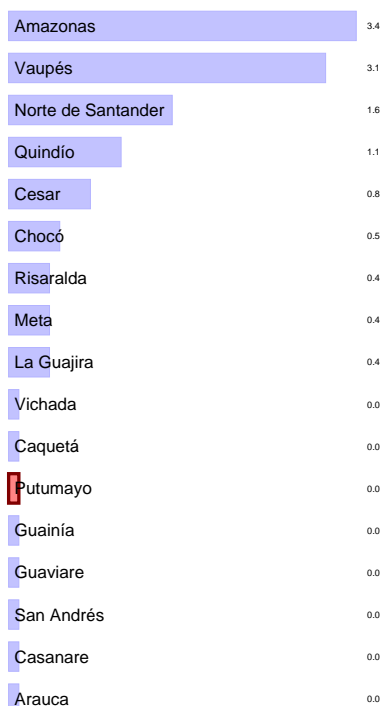 Amazonas 3.4
Vaupés 3.1
Norte de Santander 1.6
Quindío 1.1
Cesar 0.8
Chocó 0.5
Risaralda 0.4
Meta 0.4
La Guajira 0.4
Vichada 0.0
Caquetá 0.0
Putumayo 0.0
Guainía 0.0
Guaviare 0.0
San Andrés 0.0
Casanare 0.0
Arauca 0.0